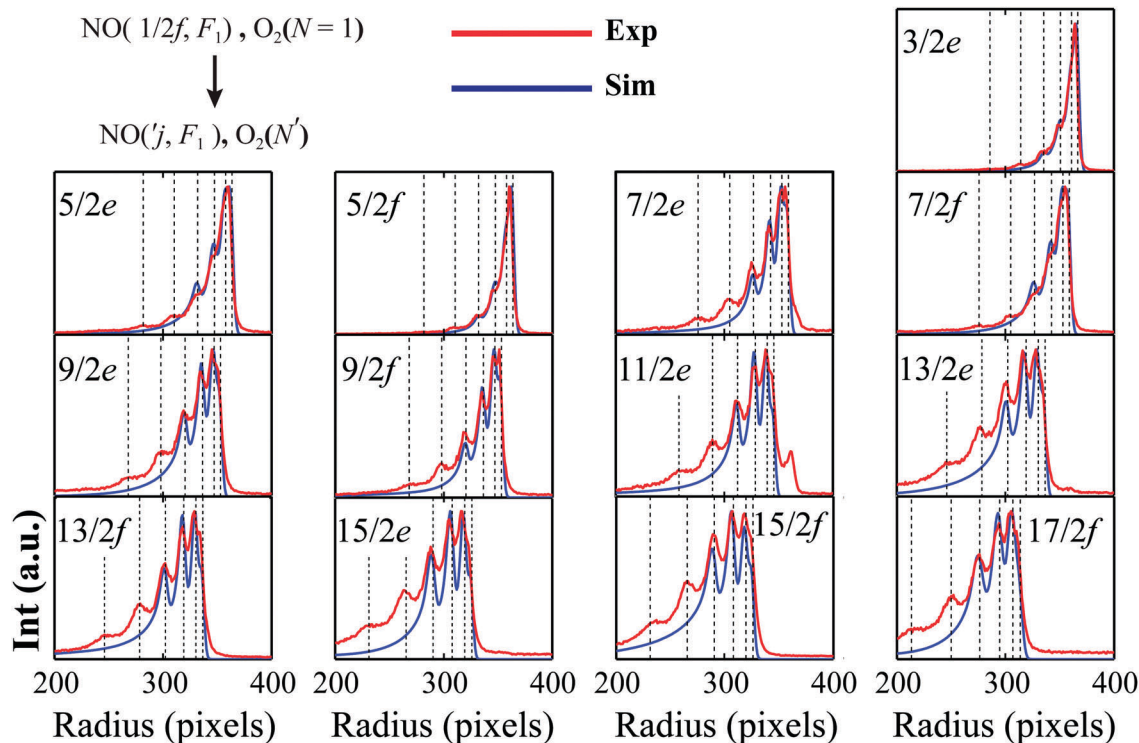 NO( 1/2f, F₁) , O₂(N = 1)
NO('j, F₁ ), O₂(N')
Exp
Sim
3/2e
5/2e
5/2f
7/2e
7/2f
9/2e
9/2f
11/2e
13/2e
13/2f
15/2e
15/2f
17/2f
Int (a.u.)
200 300 400
200 300 400
200 300 400
200 300 400
Radius (pixels)
Radius (pixels)
Radius (pixels)
Radius (pixels)